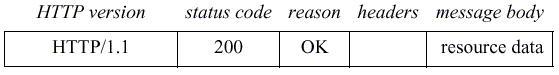 HTTP version status code reason headers message body
HTTP/1.1 200 OK resource data